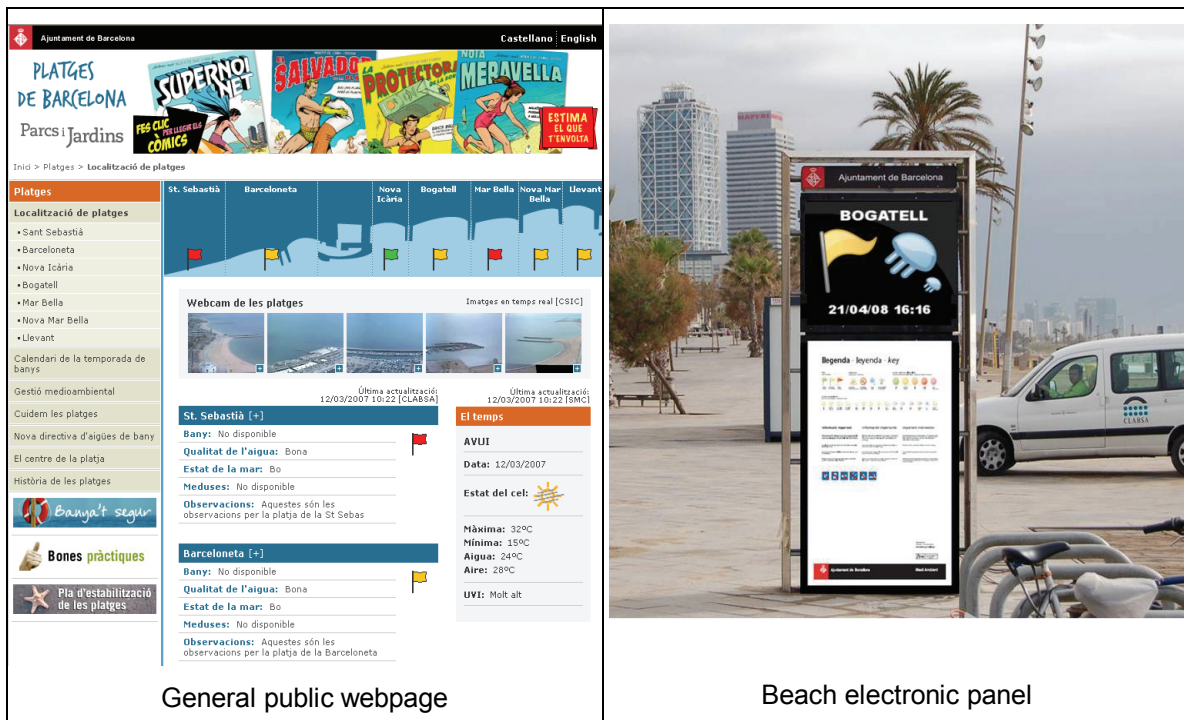 Ajuntament de Barcelona
Castellano English
PLATGES
DE BARCELONA
Parcs i Jardins
SUPERNOI
NET
SALVADOR
LA
PROTECTORA
NOIA
MERAVELLA
FES CLIC
PER LLEGIR ELS
CÒMICS
ESTIMA
EL QUE
T'ENVOLTA
Inici > Platges > Localització de platges
Platges
Localització de platges
• Sant Sebastià
• Barceloneta
• Nova Icària
• Bogatell
• Mar Bella
• Nova Mar Bella
• Llevant
Calendari de la temporada de
banys
Gestió medioambiental
Cuidem les platges
Nova directiva d'aigües de bany
El centre de la platja
Història de les platges
Banya't segur
Bones pràctiques
Pla d'estabilització
de les platges
St. Sebastià
Barceloneta
Nova
Icària
Bogatell
Mar Bella
Nova Mar
Bella
Llevant
Webcam de les platges
Imatges en temps real [CSIC]
Última actualització:
12/03/2007 10:22 [CLABSA]
Última actualització:
12/03/2007 10:22 [SMC]
St. Sebastià [+]
Bany: No disponible
Qualitat de l'aigua: Bona
Estat de la mar: Bo
Meduses: No disponible
Observacions: Aquestes són les
observacions per la platja de la St Sebas
Barceloneta [+]
Bany: No disponible
Qualitat de l'aigua: Bona
Estat de la mar: Bo
Meduses: No disponible
Observacions: Aquestes són les
observacions per la platja de la Barceloneta
El temps
AVUI
Data: 12/03/2007
Estat del cel:
Màxima: 32ºC
Mínima: 15ºC
Aigua: 24ºC
Aire: 28ºC
UVI: Molt alt
General public webpage
MAPFRE
Ajuntament de Barcelona
BOGATELL
21/04/08 16:16
llegenda · leyenda · key
Ajuntament de Barcelona
CLABSA
Beach electronic panel